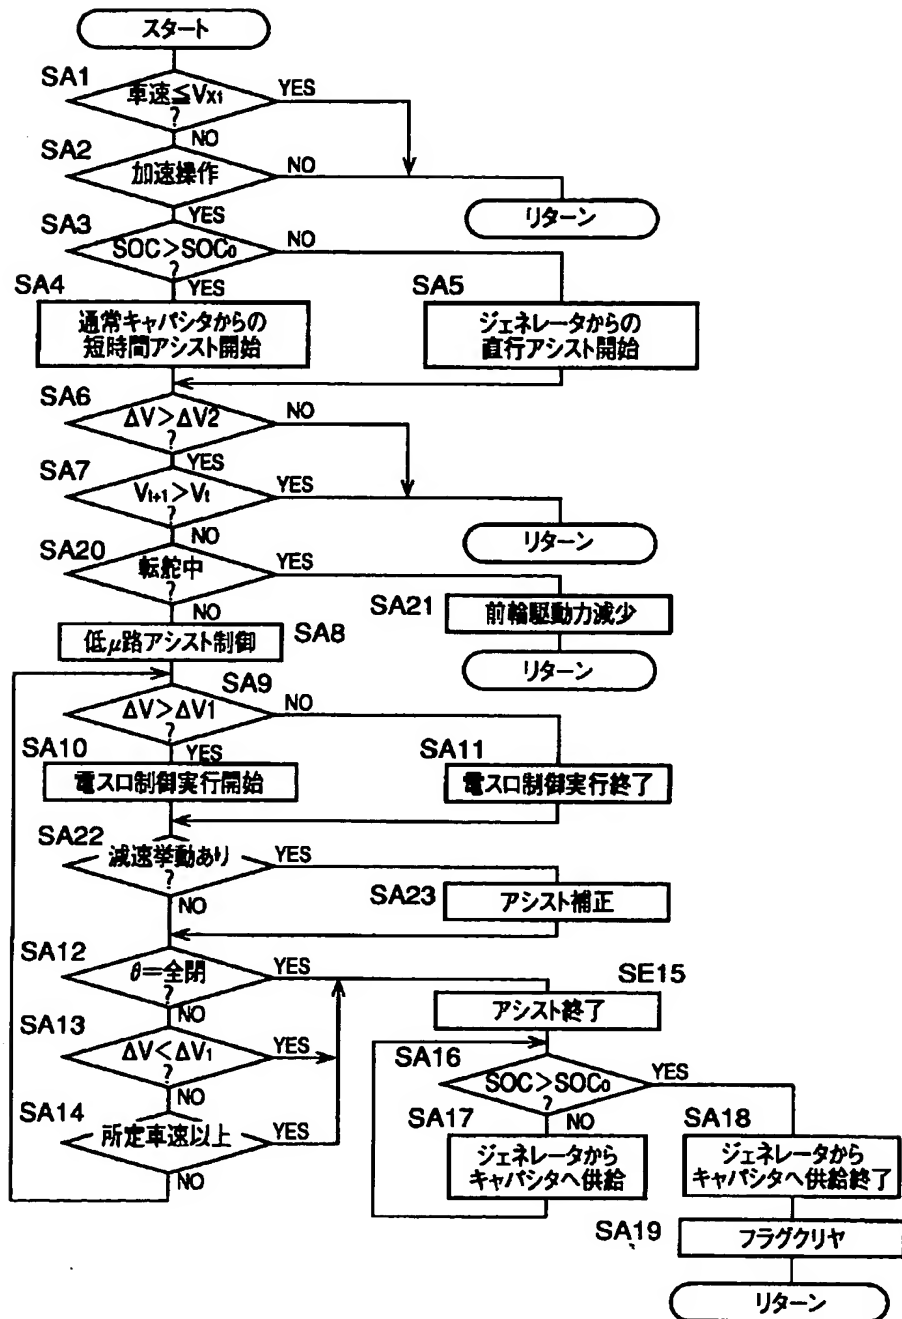 スタート
SA1
車速≦VX1
?
YES
NO
SA2
加速操作
NO
YES
リターン
SA3
SOC>SOC0
?
NO
YES
SA4
通常キャパシタからの
短時間アシスト開始
SA5
ジェネレータからの
直行アシスト開始
SA6
ΔV>ΔV2
?
NO
YES
SA7
Vt+1>Vt
?
YES
NO
リターン
SA20
転舵中
?
YES
NO
SA21
前輪駆動力減少
リターン
低μ路アシスト制御
SA8
SA9
ΔV>ΔV1
?
NO
YES
SA10
電スロ制御実行開始
SA11
電スロ制御実行終了
SA22
減速挙動あり
?
YES
NO
SA23
アシスト補正
SA12
θ=全閉
?
YES
NO
SE15
アシスト終了
SA13
ΔV<ΔV1
?
YES
NO
SA14
所定車速以上
YES
NO
SA16
SOC>SOC0
?
YES
NO
SA17
ジェネレータから
キャパシタへ供給
SA18
ジェネレータから
キャパシタへ供給終了
SA19
フラグクリヤ
リターン